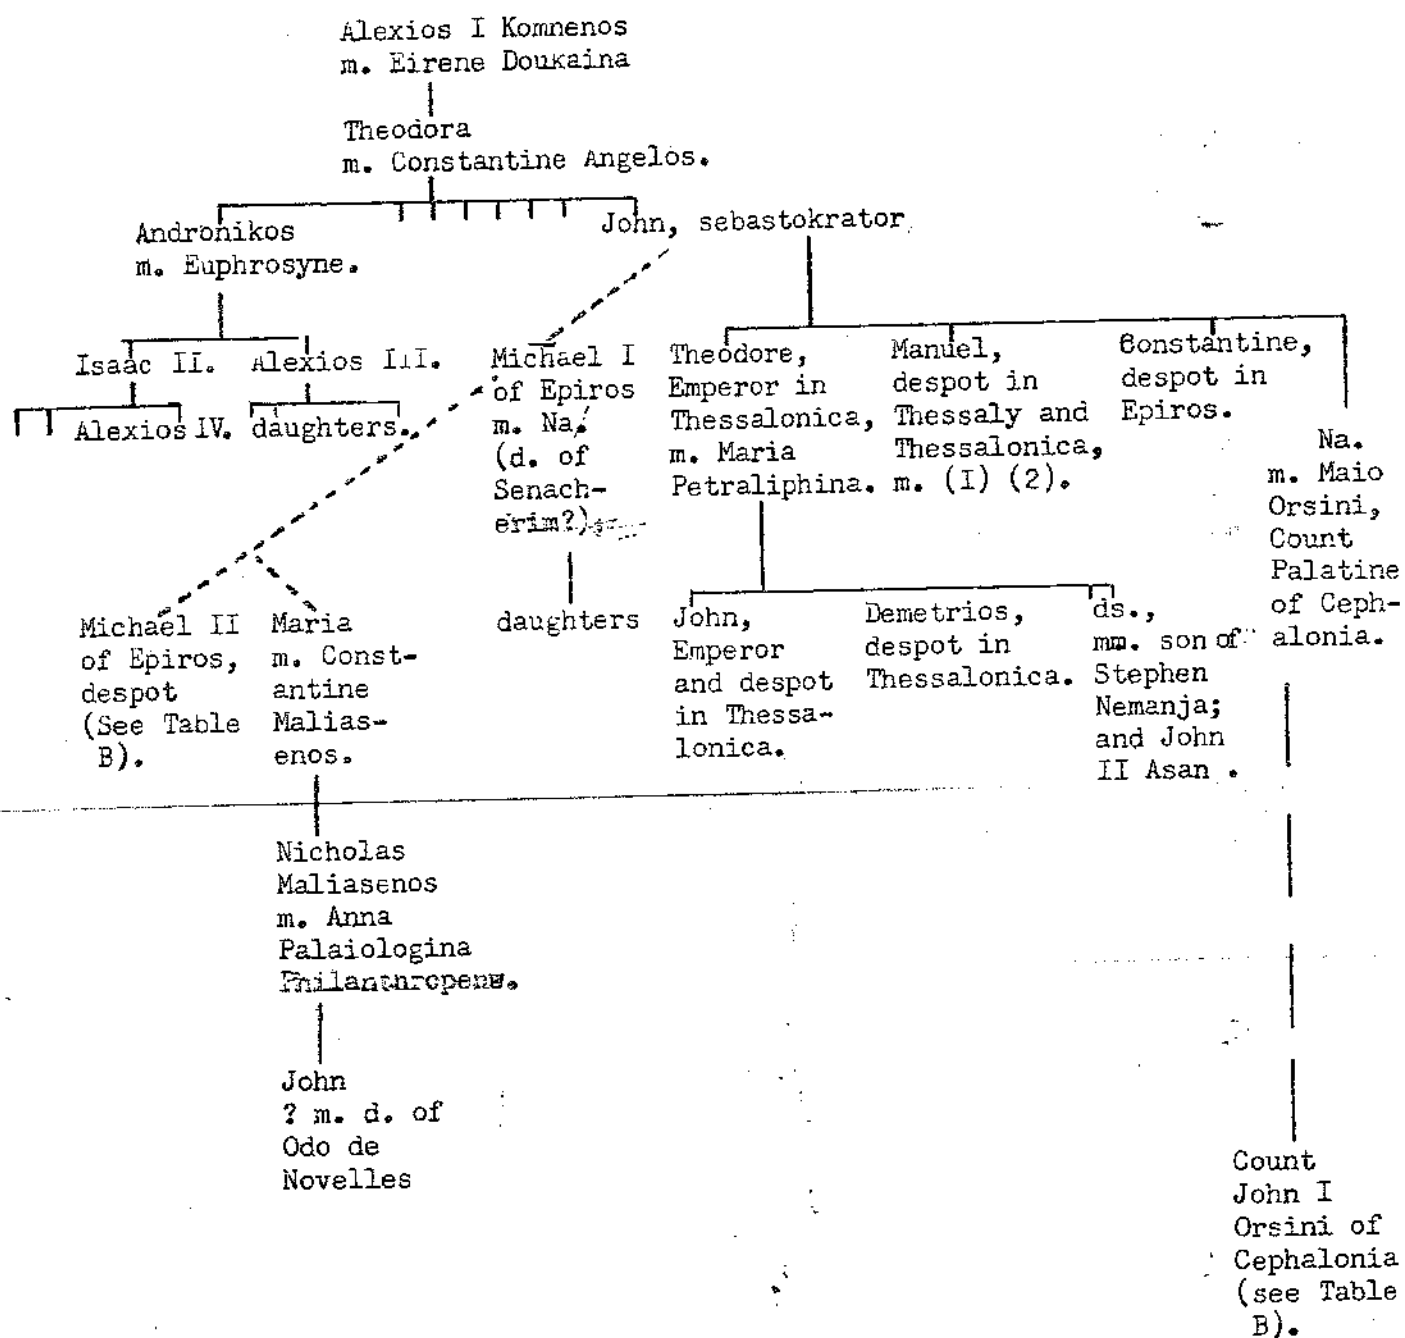 Alexios I Komnenos
m. Eirene Doukaina
Theodora
m. Constantine Angelos.
Andronikos
m. Euphrosyne.
John, sebastokrator
Isaac II.
Alexios III.
Alexios IV.
daughters.
Michael I
of Epiros
m. Na.
(d. of
Senach-
erim?)
daughters
Theodore,
Emperor in
Thessalonica,
m. Maria
Petraliphina.
Manuel,
despot in
Thessaly and
Thessalonica,
m. (I) (2).
Constantine,
despot in
Epiros.
Na.
m. Maio
Orsini,
Count
Palatine
of Ceph-
alonia.
Michael II
of Epiros,
despot
(See Table
B).
Maria
m. Const-
antine
Malias-
enos.
John,
Emperor
and despot
in Thessa-
lonica.
Demetrios,
despot in
Thessalonica.
ds.,
mm. son of
Stephen
Nemanja;
and John
II Asan .
Nicholas
Maliasenos
m. Anna
Palaiologina
John
? m. d. of
Odo de
Novelles
Count
John I
Orsini of
Cephalonia
(see Table
B).